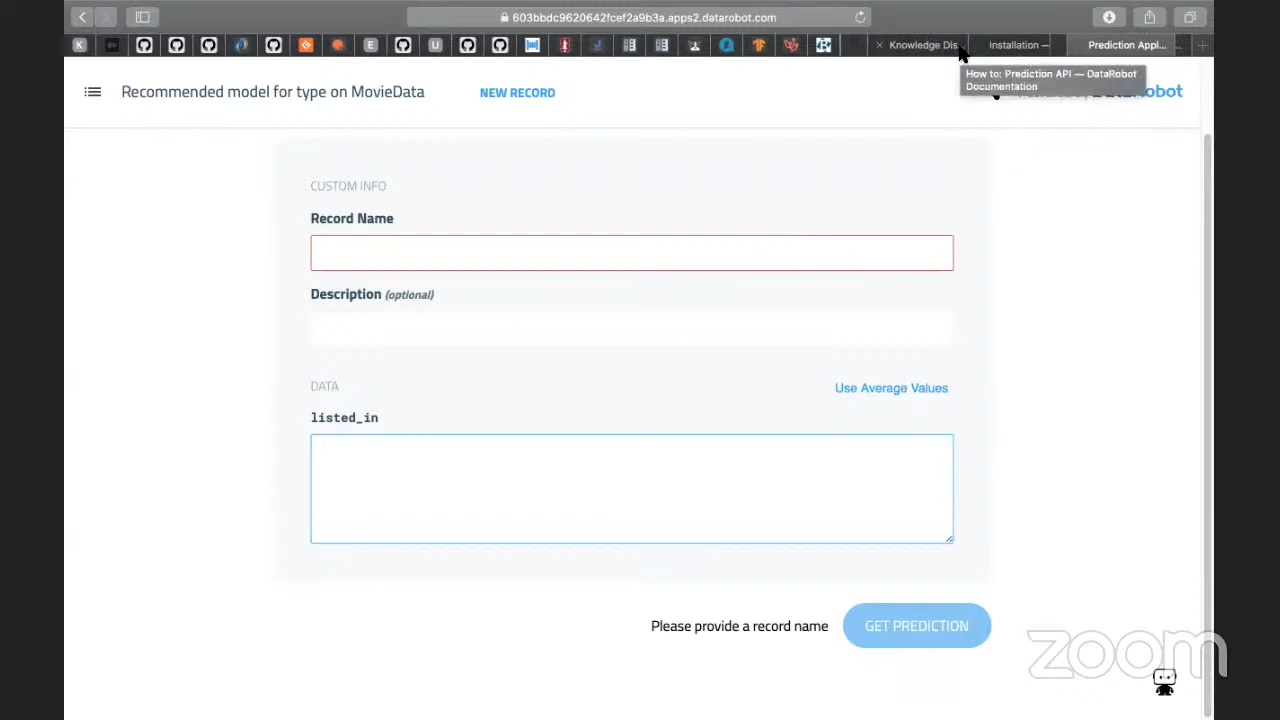 603bbdc9620642fcef2a9b3a.apps2.datarobot.com
Knowledge Dis
Installation —
Prediction Appl...
How to: Prediction API — DataRobot
Documentation
Recommended model for type on MovieData
NEW RECORD
Robot
CUSTOM INFO
Record Name
Description (optional)
DATA
Use Average Values
listed_in
Please provide a record name
GET PREDICTION
zoom